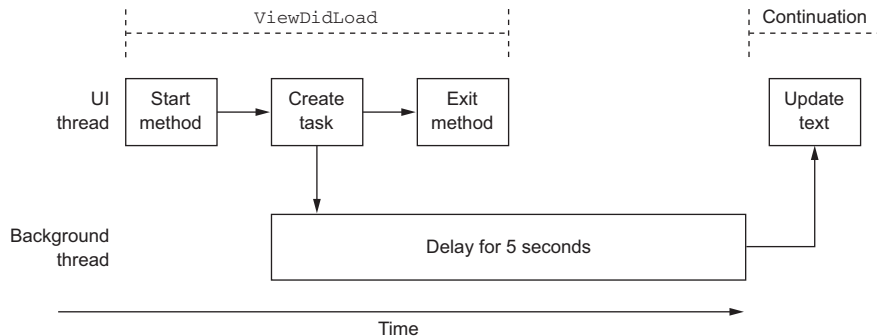 ViewDidLoad
Continuation
UI
thread
Start
method
Create
task
Exit
method
Update
text
Background
thread
Delay for 5 seconds
Time